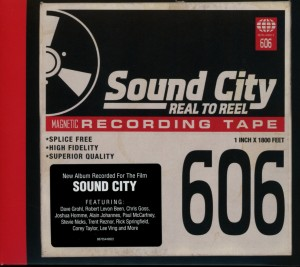 606
Sound City
REAL TO REEL
MAGNETIC RECORDING TAPE
•SPLICE FREE
•HIGH FIDELITY
•SUPERIOR QUALITY
1 INCH X 1800 FEET
606
New Album Recorded For The Film
SOUND CITY
FEATURING:
Dave Grohl, Robert Levon Been, Chris Goss,
Joshua Homme, Alain Johannes, Paul McCartney,
Stevie Nicks, Trent Reznor, Rick Springfield,
Corey Taylor, Lee Ving and More